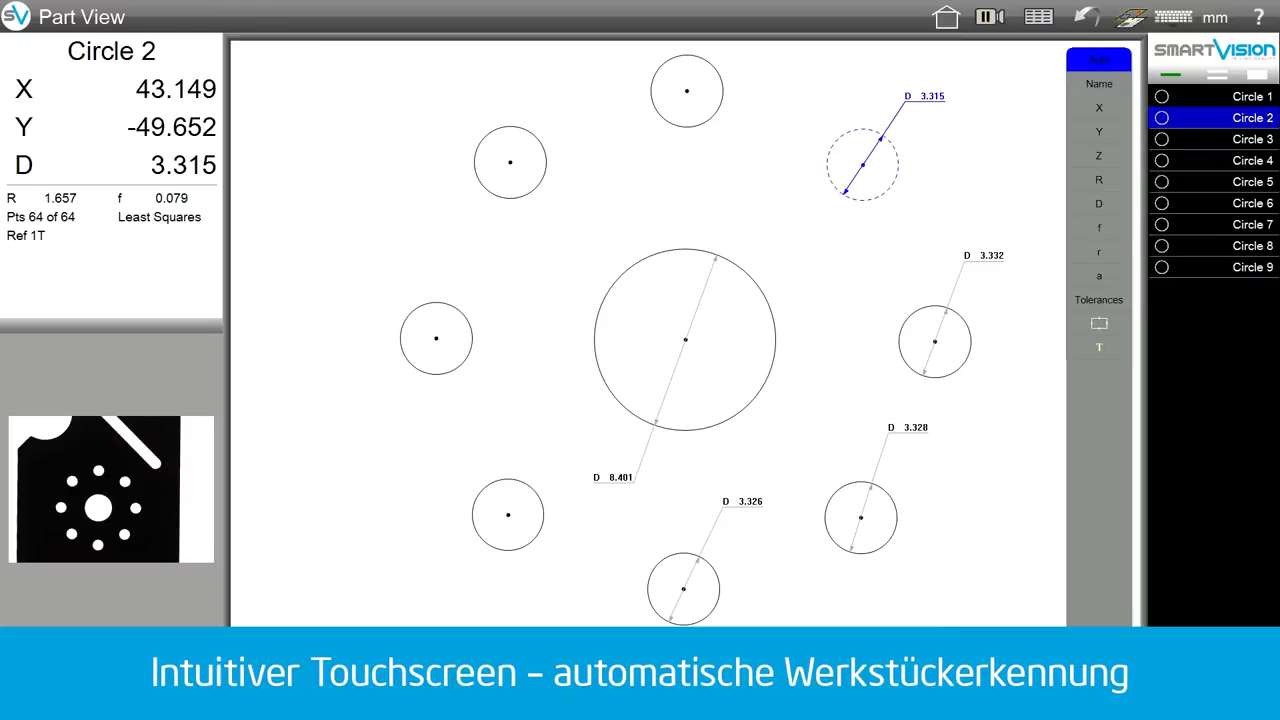 SV Part View
mm ?
Circle 2
X 43.149
Y -49.652
D 3.315
R 1.657 f 0.079
Pts 64 of 64 Least Squares
Ref 1T
D 3.315
D 3.332
D 3.328
D 8.401
D 3.326
Auto
Name
X
Y
Z
R
D
f
r
a
Tolerances
T
SMARTVISION
Circle 1
Circle 2
Circle 3
Circle 4
Circle 5
Circle 6
Circle 7
Circle 8
Circle 9
Intuitiver Touchscreen – automatische Werkstückerkennung